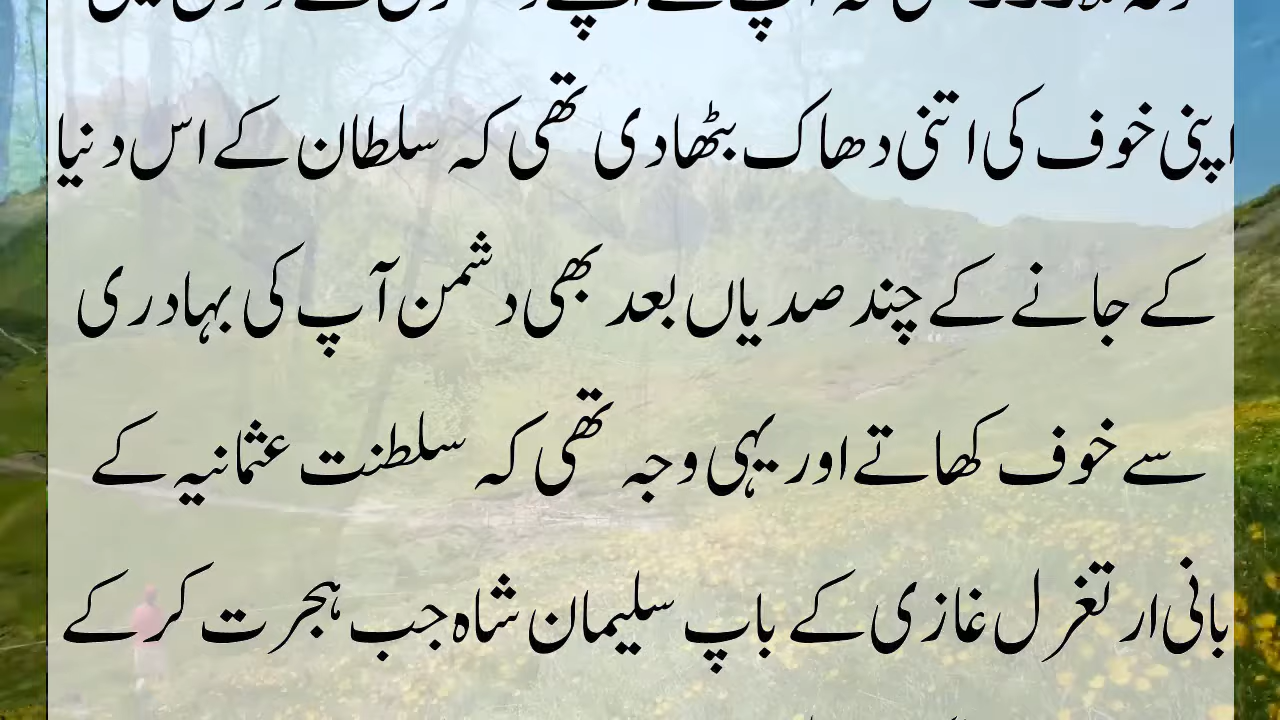 اپنی خوف کی اتنی دھاک بٹھادی تھی کہ سلطان کے اس دنیا
کے جانے کے چند صدیاں بعد بھی دشمن آپ کی بہادری
سے خوف کھاتے اور یہی وجہ تھی کہ سلطنت عثمانیہ کے
بانی ارتغرل غازی کے باپ سلیمان شاہ جب ہجرت کر کے